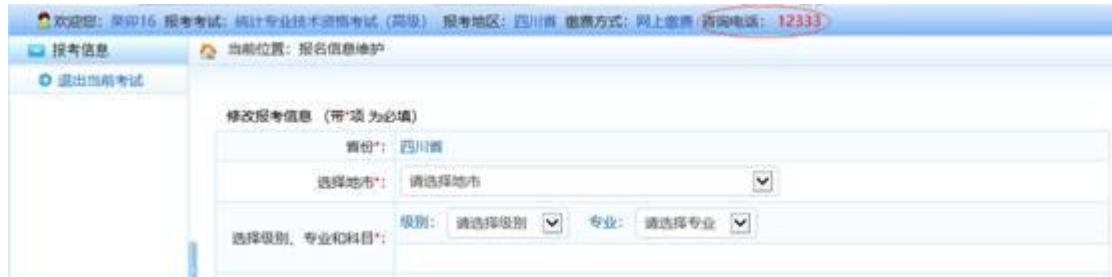 欢迎您：癸卯16 报考考试：统计专业技术资格考试（高级） 报考地区：四川省 缴费方式：网上缴费 咨询电话：12333
报考信息
当前位置：报名信息维护
退出当前考试
修改报考信息 （带*项 为必填）
省份*： 四川省
选择地市*： 请选择地市
级别： 请选择级别 专业： 请选择专业
选择级别、专业和科目*：